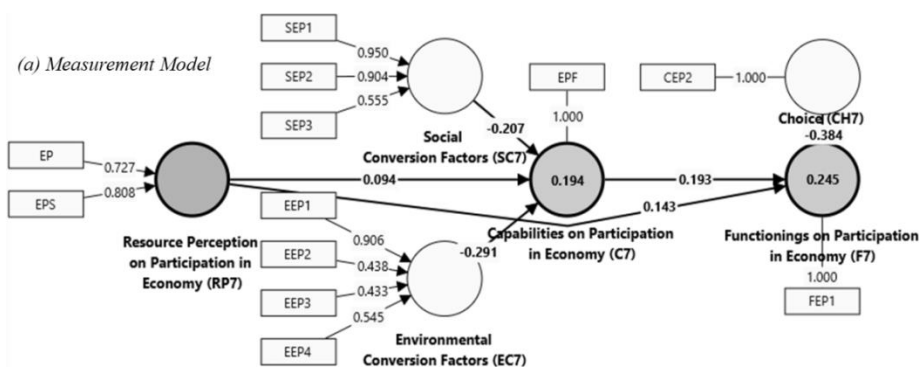 (a) Measurement Model
SEP1
SEP2
SEP3
0.950
0.904
0.555
Social
Conversion Factors (SC7)
-0.207
EPF
1.000
CEP2
1.000
Choice (CH7)
-0.384
EP
EPS
0.727
0.808
Resource Perception
on Participation in
Economy (RP7)
0.094
0.194
0.193
0.143
0.245
Capabilities on Participation
in Economy (C7)
Functionings on Participation
in Economy (F7)
1.000
FEP1
EEP1
EEP2
EEP3
EEP4
0.906
0.438
0.433
0.545
-0.291
Environmental
Conversion Factors (EC7)